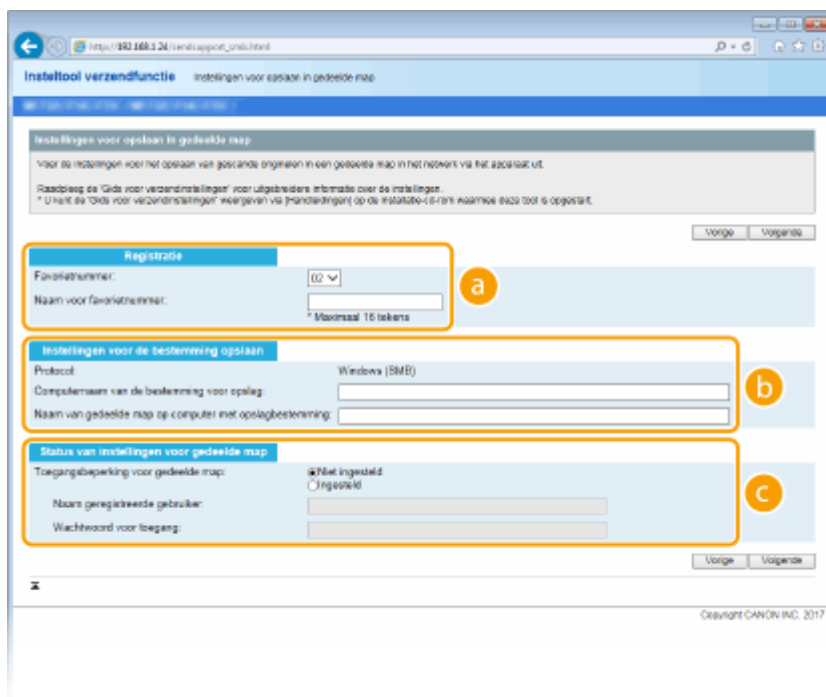 http://192.168.1.24/sendsupport_smb.html
Insteltool verzendfunctie Instellingen voor opslaan in gedeelde map
Instellingen voor opslaan in gedeelde map
Voer de instellingen voor het opslaan van gescande originelen in een gedeelde map in het netwerk via het apparaat uit.
Raadpleeg de 'Gids voor verzendinstellingen' voor uitgebreidere informatie over de instellingen.
* U kunt de 'Gids voor verzendinstellingen' weergeven via [Handleidingen] op de installatie-cd-rom waarmee deze tool is opgestart.
Vorige Volgende
Registratie
Favorietnummer: 02
a
Naam voor favorietnummer:
* Maximaal 16 tekens
Instellingen voor de bestemming opslaan
Protocol: Windows (SMB)
Computernaam van de bestemming voor opslag:
b
Naam van gedeelde map op computer met opslagbestemming:
Status van instellingen voor gedeelde map
Toegangsbeperking voor gedeelde map: Niet ingesteld
Ingesteld
c
Naam geregistreerde gebruiker:
Wachtwoord voor toegang:
Vorige Volgende
Copyright CANON INC. 2017